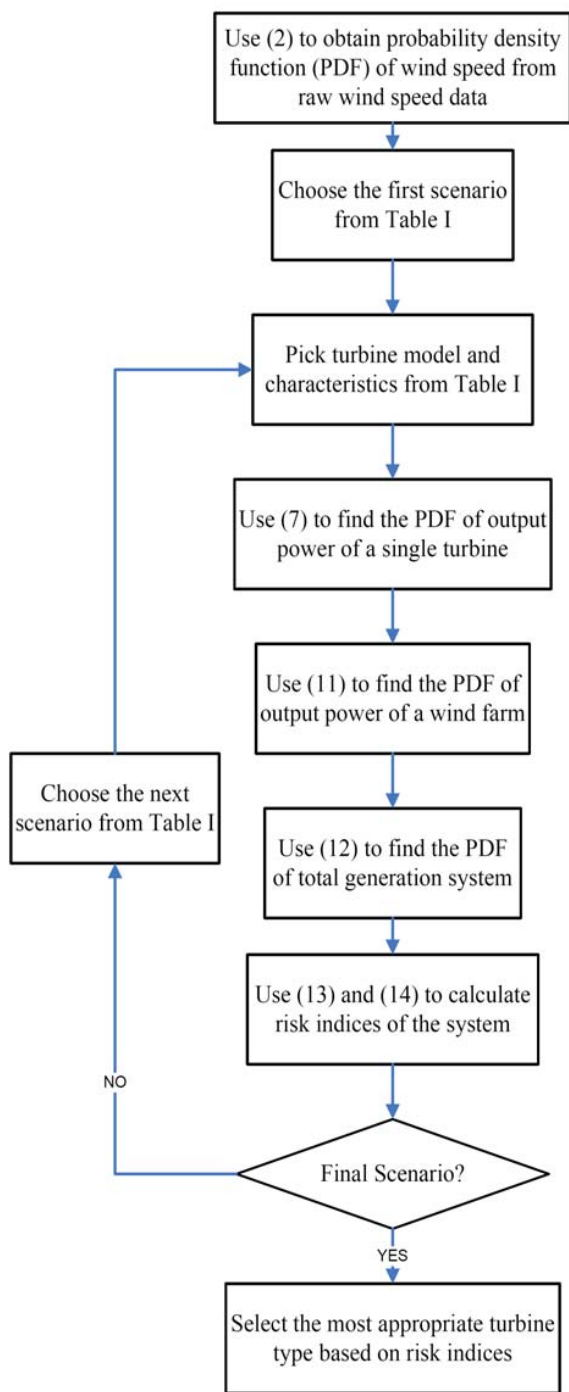 Use (2) to obtain probability density
function (PDF) of wind speed from
raw wind speed data
Choose the first scenario
from Table I
Pick turbine model and
characteristics from Table I
Use (7) to find the PDF of output
power of a single turbine
Use (11) to find the PDF of
output power of a wind farm
Choose the next
scenario from Table I
Use (12) to find the PDF
of total generation system
Use (13) and (14) to calculate
risk indices of the system
NO
Final Scenario?
YES
Select the most appropriate turbine
type based on risk indices